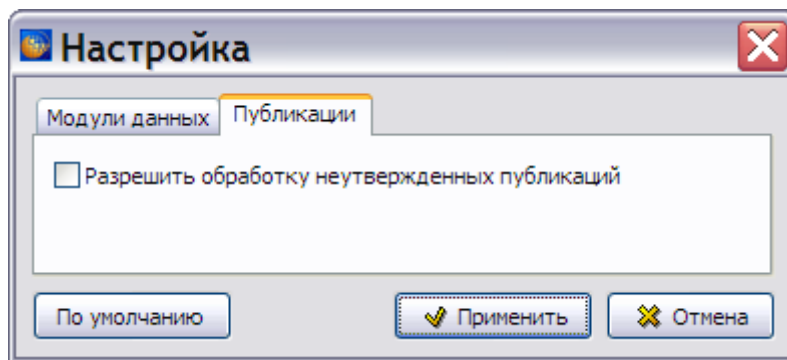 Настройка
Модули данных Публикации
Разрешить обработку неутвержденных публикаций
По умолчанию Применить Отмена